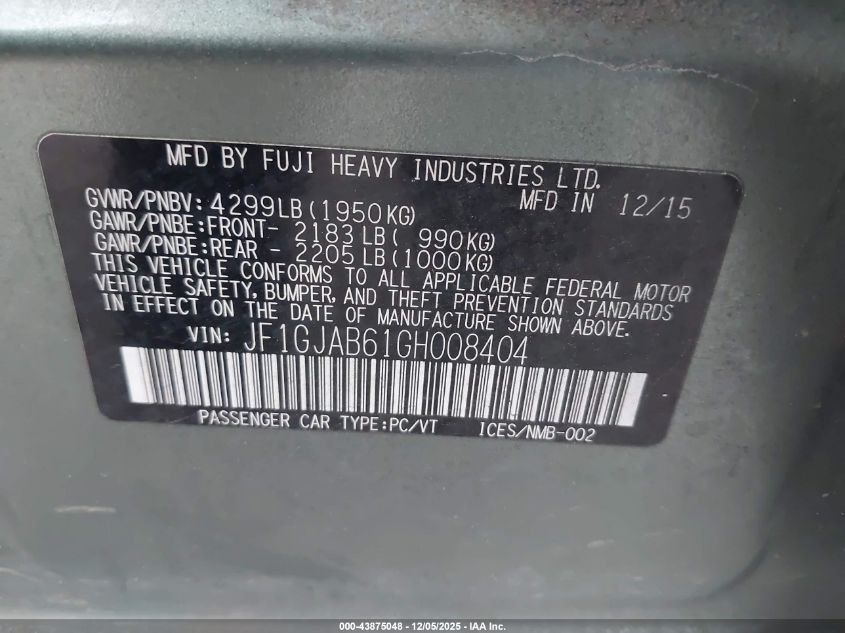 MFD BY FUJI HEAVY INDUSTRIES LTD.
MFD IN 12/15
GVWR/PNBV: 4299LB(1950KG)
GAWR/PNBE:FRONT- 2183LB( 990KG)
GAWR/PNBE:REAR - 2205LB(1000KG)
THIS VEHICLE CONFORMS TO ALL APPLICABLE FEDERAL MOTOR
VEHICLE SAFETY, BUMPER, AND THEFT PREVENTION STANDARDS
IN EFFECT ON THE DATE OF MANUFACTURE SHOWN ABOVE.
VIN: JF1GJAB61GH008404
PASSENGER CAR TYPE:PC/VT ICES/NMB-002
000-43875048 - 12/05/2025 - IAA Inc.